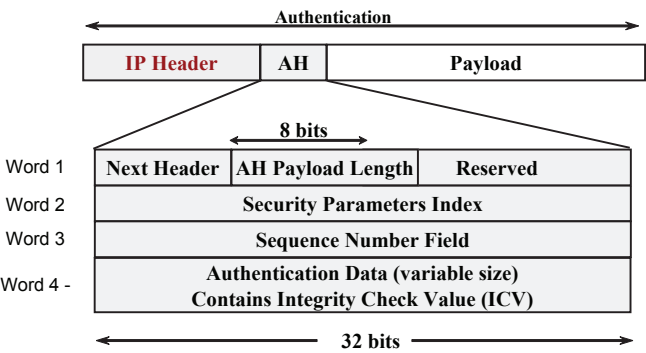 Authentication
IP Header AH Payload
8 bits
Word 1 Next Header AH Payload Length Reserved
Word 2 Security Parameters Index
Word 3 Sequence Number Field
Word 4 - Authentication Data (variable size)
Contains Integrity Check Value (ICV)
32 bits